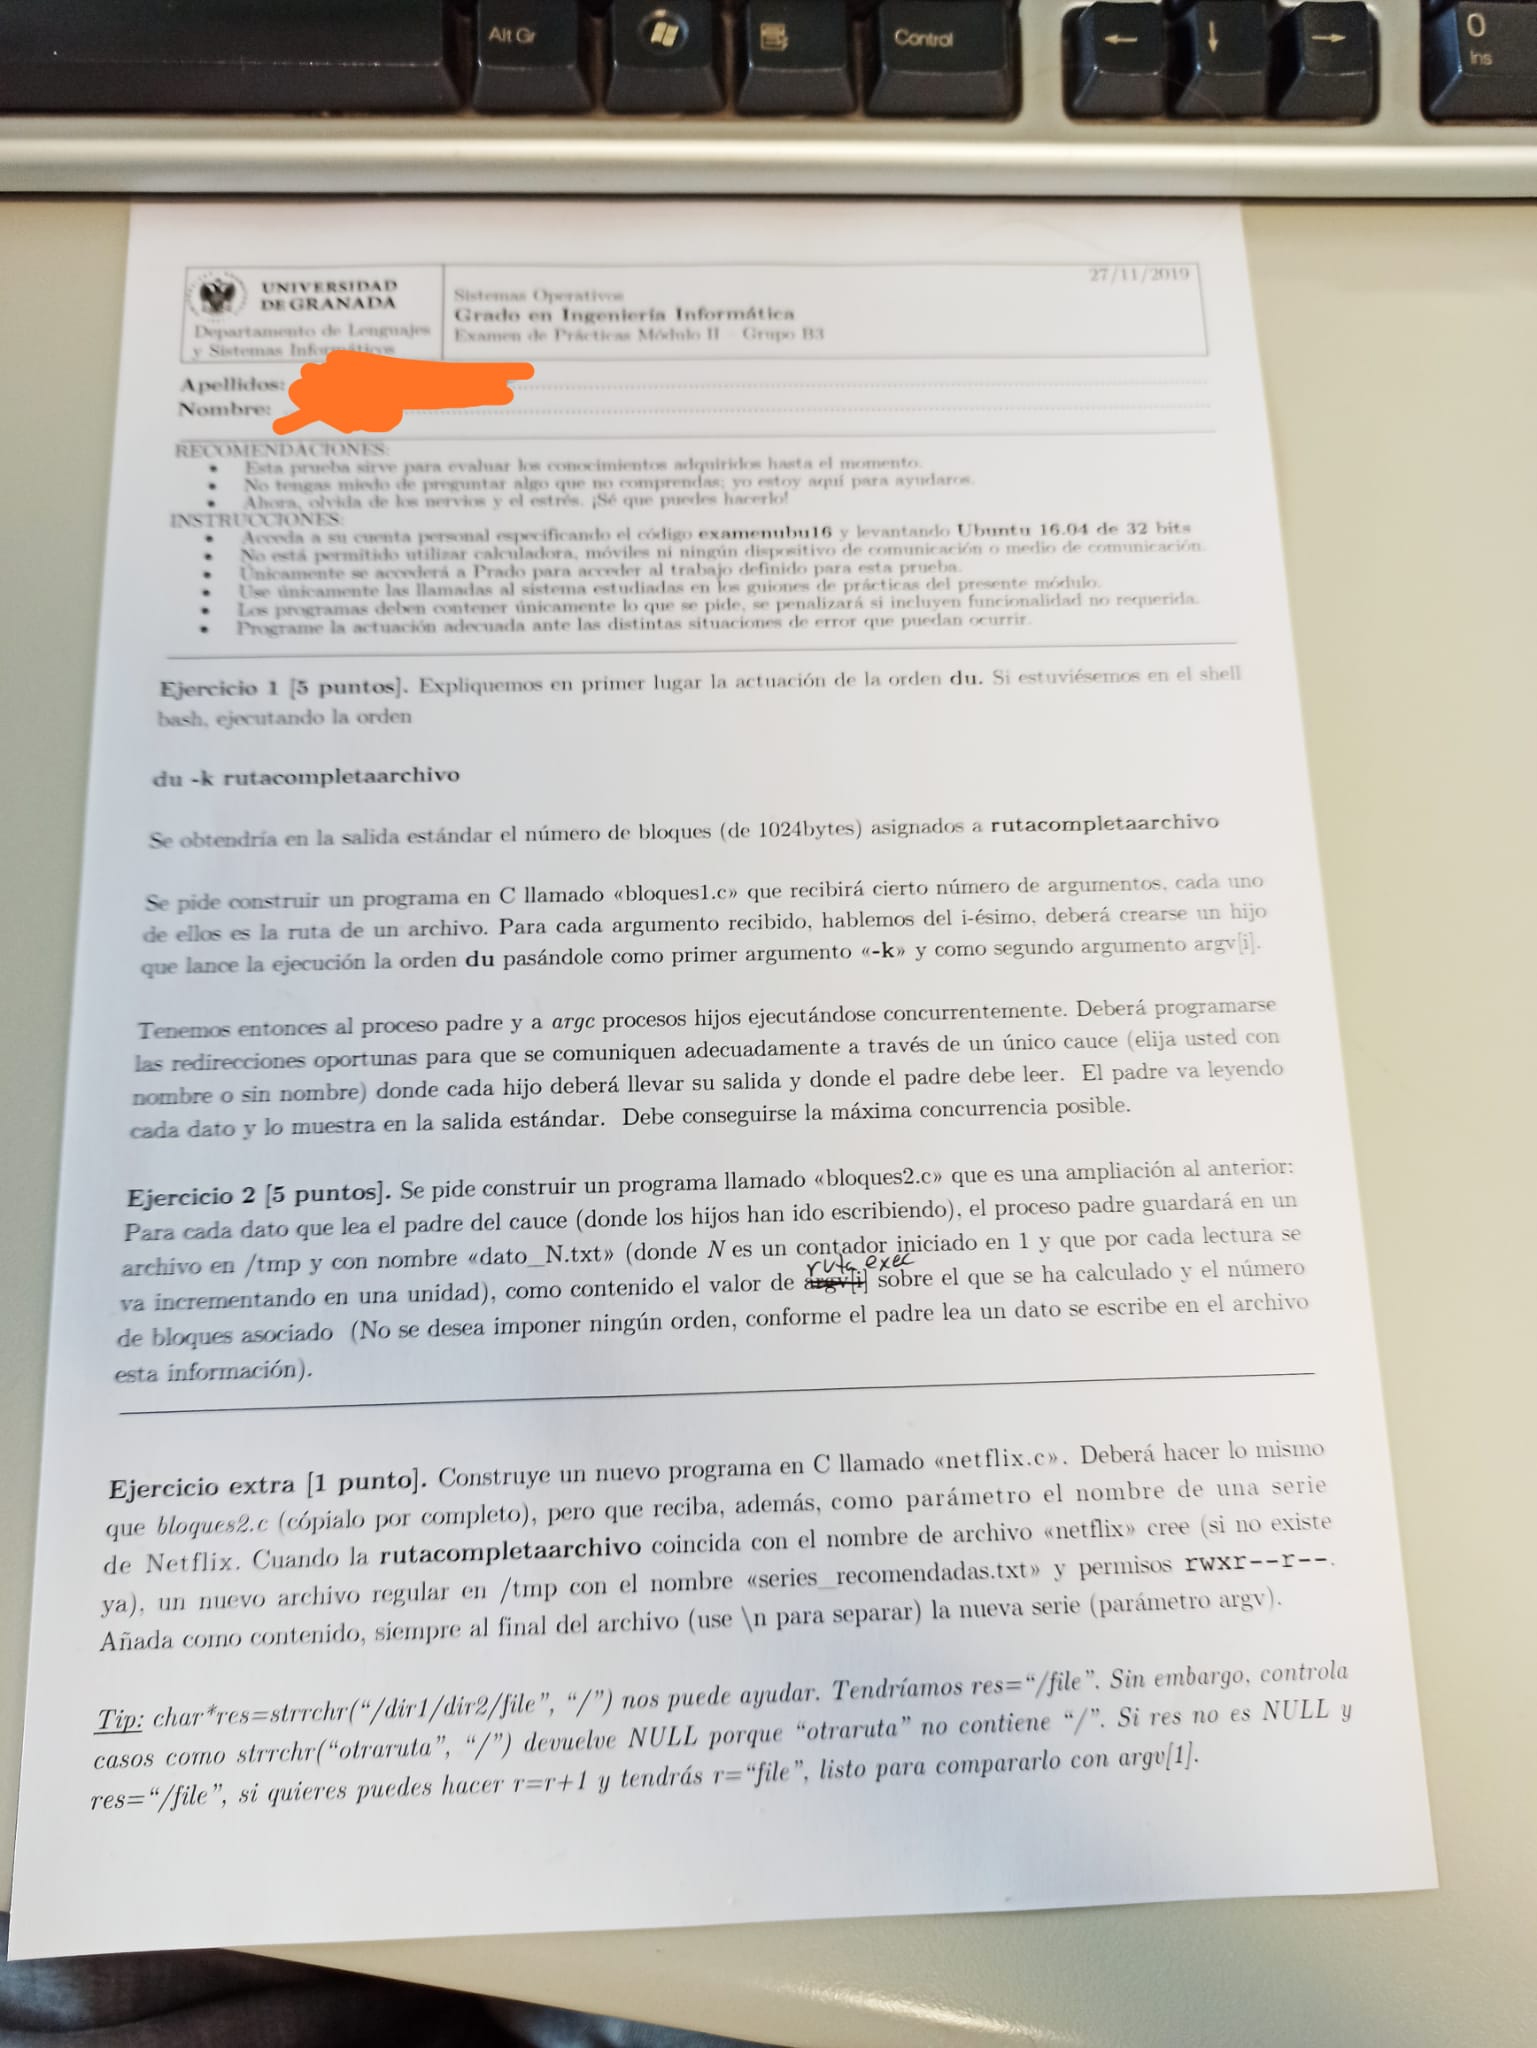 Alt Gr
Control
←
↓
→
0
Ins
UNIVERSIDAD
DE GRANADA
Departamento de Lenguajes
y Sistemas Informáticos
27/11/2019
Sistemas Operativos
Grado en Ingeniería Informática
Examen de Prácticas Módulo II - Grupo B3
Apellidos:
Nombre:
RECOMENDACIONES:
• Esta prueba sirve para evaluar los conocimientos adquiridos hasta el momento.
• No tengas miedo de preguntar algo que no comprendas; yo estoy aquí para ayudaros.
• Ahora, olvida de los nervios y el estrés. ¡Sé que puedes hacerlo!
INSTRUCCIONES:
• Acceda a su cuenta personal especificando el código examenubu16 y levantando Ubuntu 16.04 de 32 bits
• No está permitido utilizar calculadora, móviles ni ningún dispositivo de comunicación o medio de comunicación.
• Únicamente se accederá a Prado para acceder al trabajo definido para esta prueba.
• Use únicamente las llamadas al sistema estudiadas en los guiones de prácticas del presente módulo.
• Los programas deben contener únicamente lo que se pide, se penalizará si incluyen funcionalidad no requerida.
• Programe la actuación adecuada ante las distintas situaciones de error que puedan ocurrir.
Ejercicio 1 [5 puntos]. Expliquemos en primer lugar la actuación de la orden du. Si estuviésemos en el shell
bash, ejecutando la orden
du -k rutacompletaarchivo
Se obtendría en la salida estándar el número de bloques (de 1024bytes) asignados a rutacompletaarchivo
Se pide construir un programa en C llamado «bloques1.c» que recibirá cierto número de argumentos, cada uno
de ellos es la ruta de un archivo. Para cada argumento recibido, hablemos del i-ésimo, deberá crearse un hijo
que lance la ejecución la orden du pasándole como primer argumento «-k» y como segundo argumento argv[i].
Tenemos entonces al proceso padre y a argc procesos hijos ejecutándose concurrentemente. Deberá programarse
las redirecciones oportunas para que se comuniquen adecuadamente a través de un único cauce (elija usted con
nombre o sin nombre) donde cada hijo deberá llevar su salida y donde el padre debe leer. El padre va leyendo
cada dato y lo muestra en la salida estándar. Debe conseguirse la máxima concurrencia posible.
Ejercicio 2 [5 puntos]. Se pide construir un programa llamado «bloques2.c» que es una ampliación al anterior:
Para cada dato que lea el padre del cauce (donde los hijos han ido escribiendo), el proceso padre guardará en un
archivo en /tmp y con nombre «dato_N.txt» (donde N es un contador iniciado en 1 y que por cada lectura se
ruta exec
va incrementando en una unidad), como contenido el valor de argv[i] sobre el que se ha calculado y el número
de bloques asociado (No se desea imponer ningún orden, conforme el padre lea un dato se escribe en el archivo
esta información).
Ejercicio extra [1 punto]. Construye un nuevo programa en C llamado «netflix.c». Deberá hacer lo mismo
que bloques2.c (cópialo por completo), pero que reciba, además, como parámetro el nombre de una serie
de Netflix. Cuando la rutacompletaarchivo coincida con el nombre de archivo «netflix» cree (si no existe
ya), un nuevo archivo regular en /tmp con el nombre «series_recomendadas.txt» y permisos rwxr--r--.
Añada como contenido, siempre al final del archivo (use \n para separar) la nueva serie (parámetro argv).
Tip: char*res=strrchr(“/dir1/dir2/file”, “/”) nos puede ayudar. Tendríamos res=“/file”. Sin embargo, controla
casos como strrchr(“otraruta”, “/”) devuelve NULL porque “otraruta” no contiene “/”. Si res no es NULL y
res=“/file”, si quieres puedes hacer r=r+1 y tendrás r=“file”, listo para compararlo con argv[1].